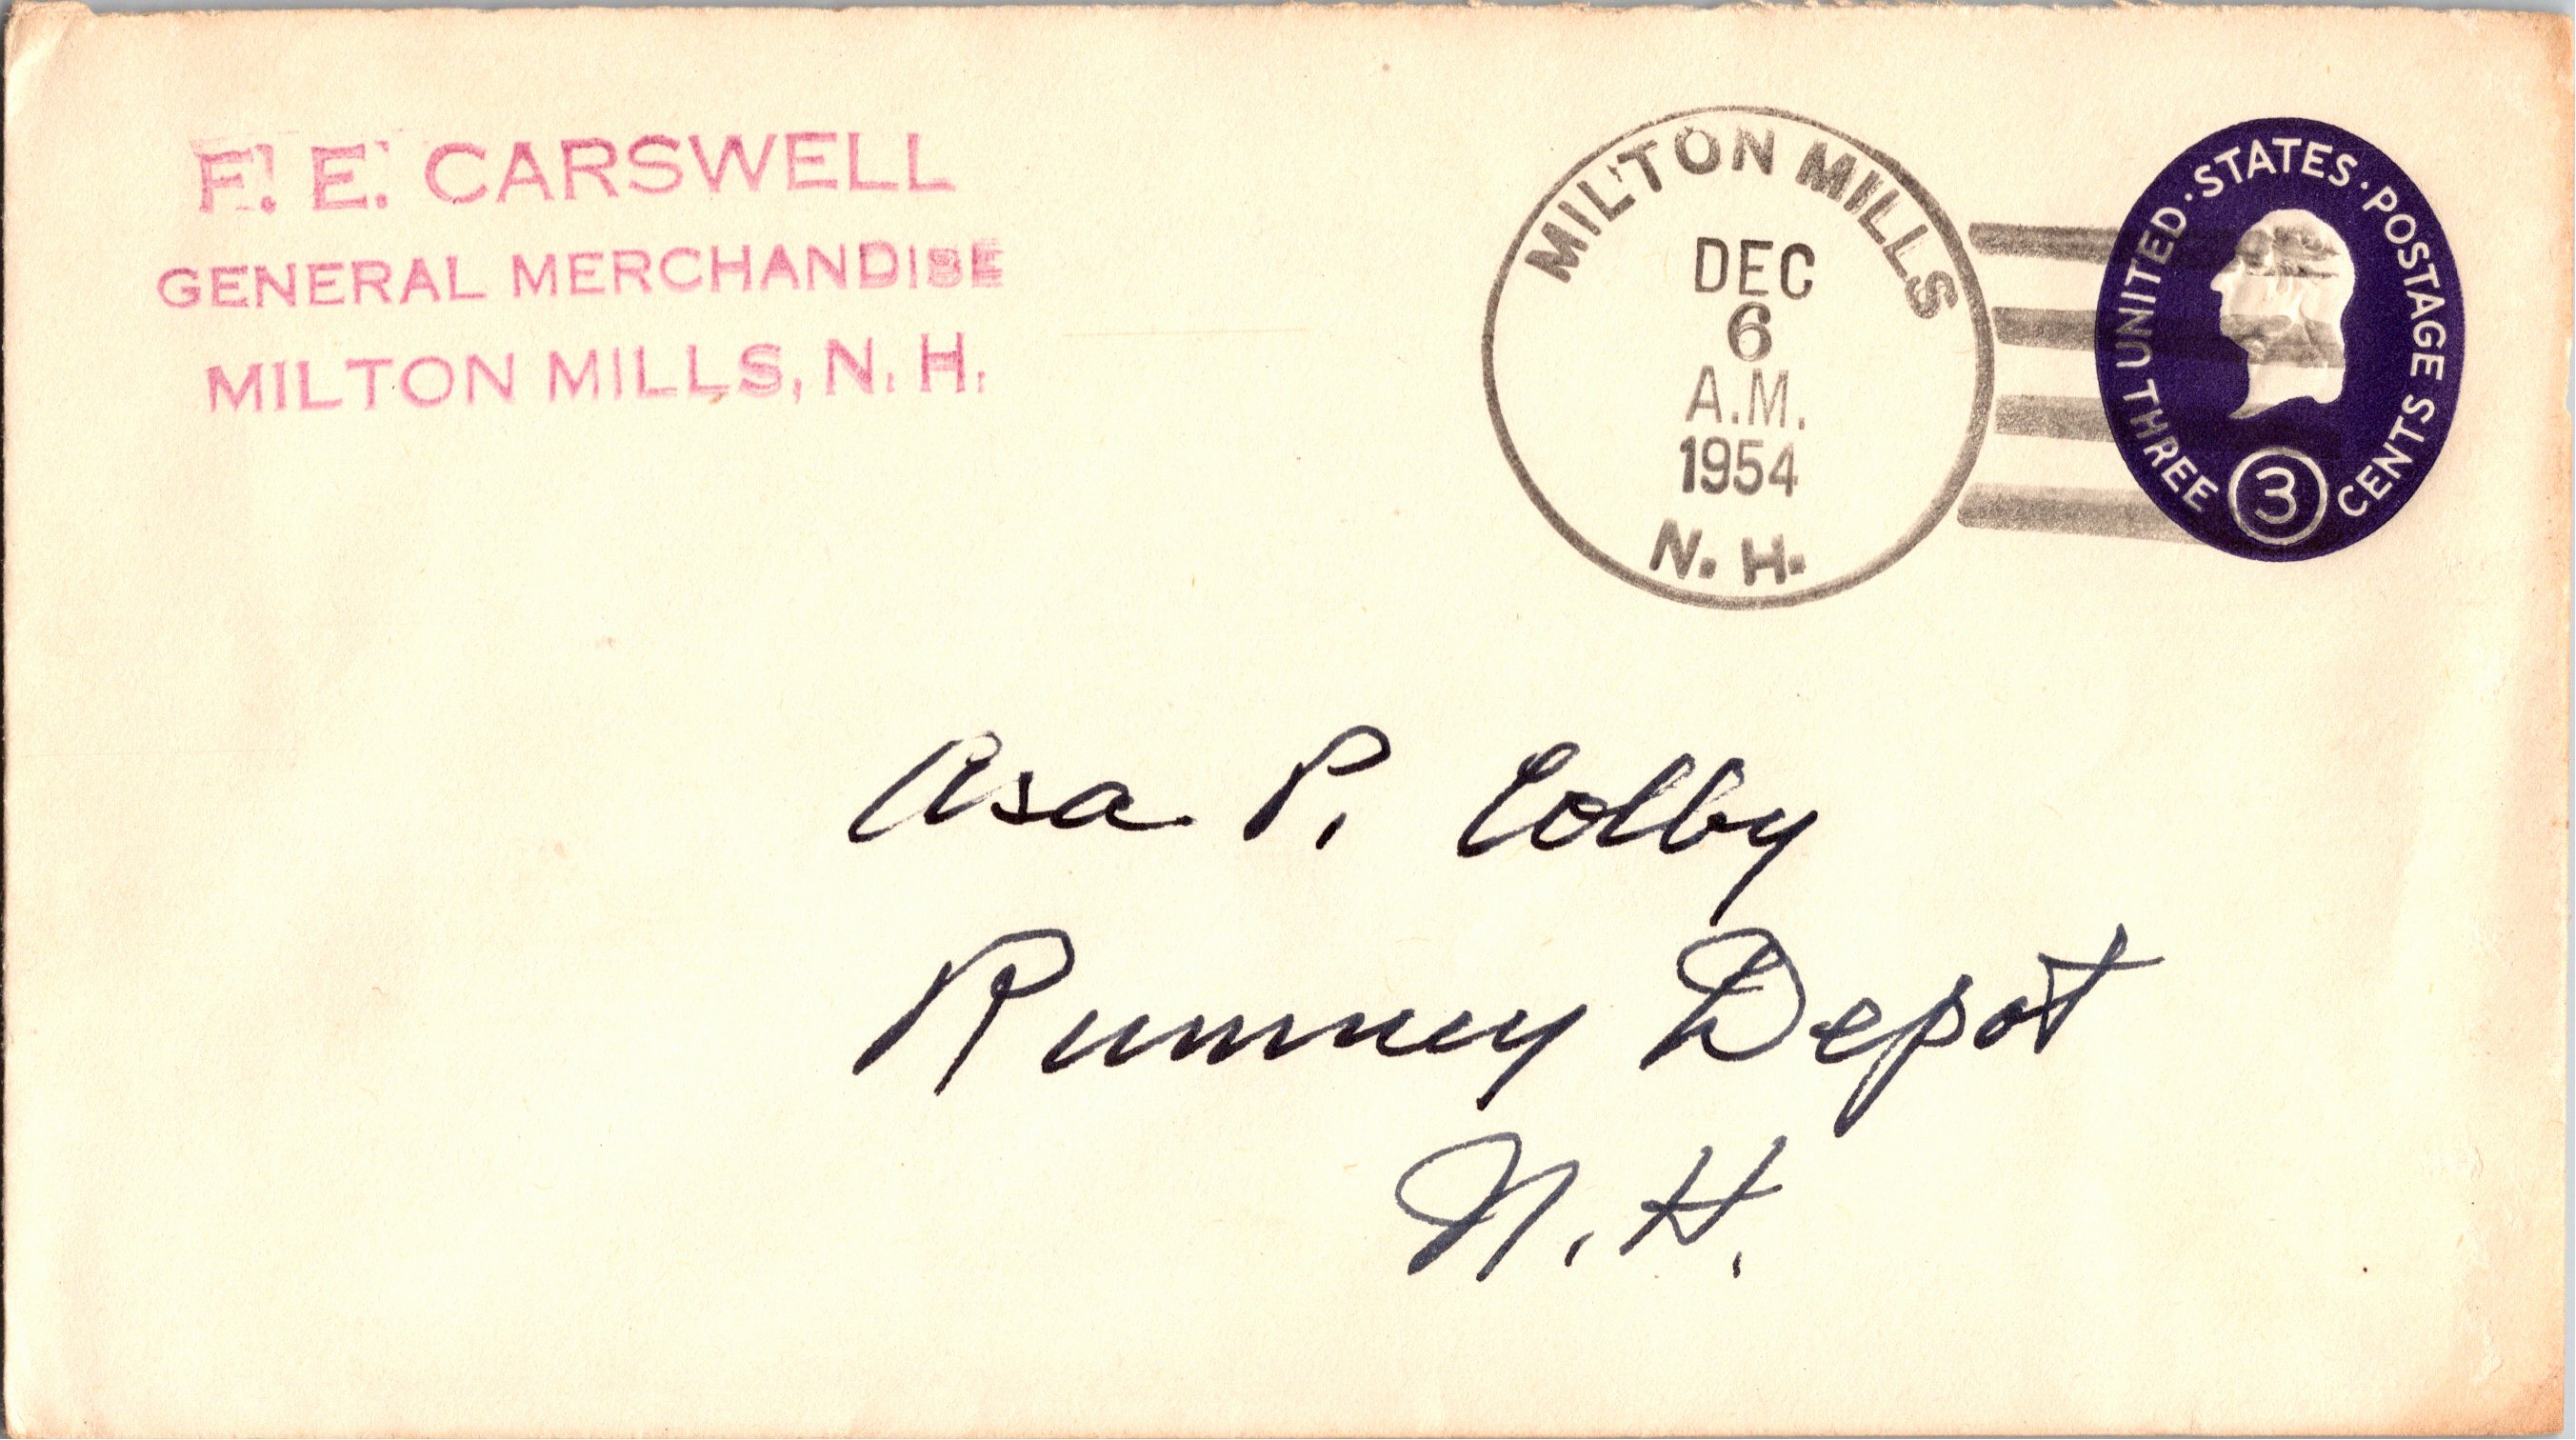 F. E. CARSWELL
GENERAL MERCHANDISE
MILTON MILLS, N. H.
MILTON MILLS
DEC
6
A.M.
1954
N. H.
UNITED · STATES · POSTAGE
THREE 3 CENTS
Asa P. Colby
Rumney Depot
N. H.